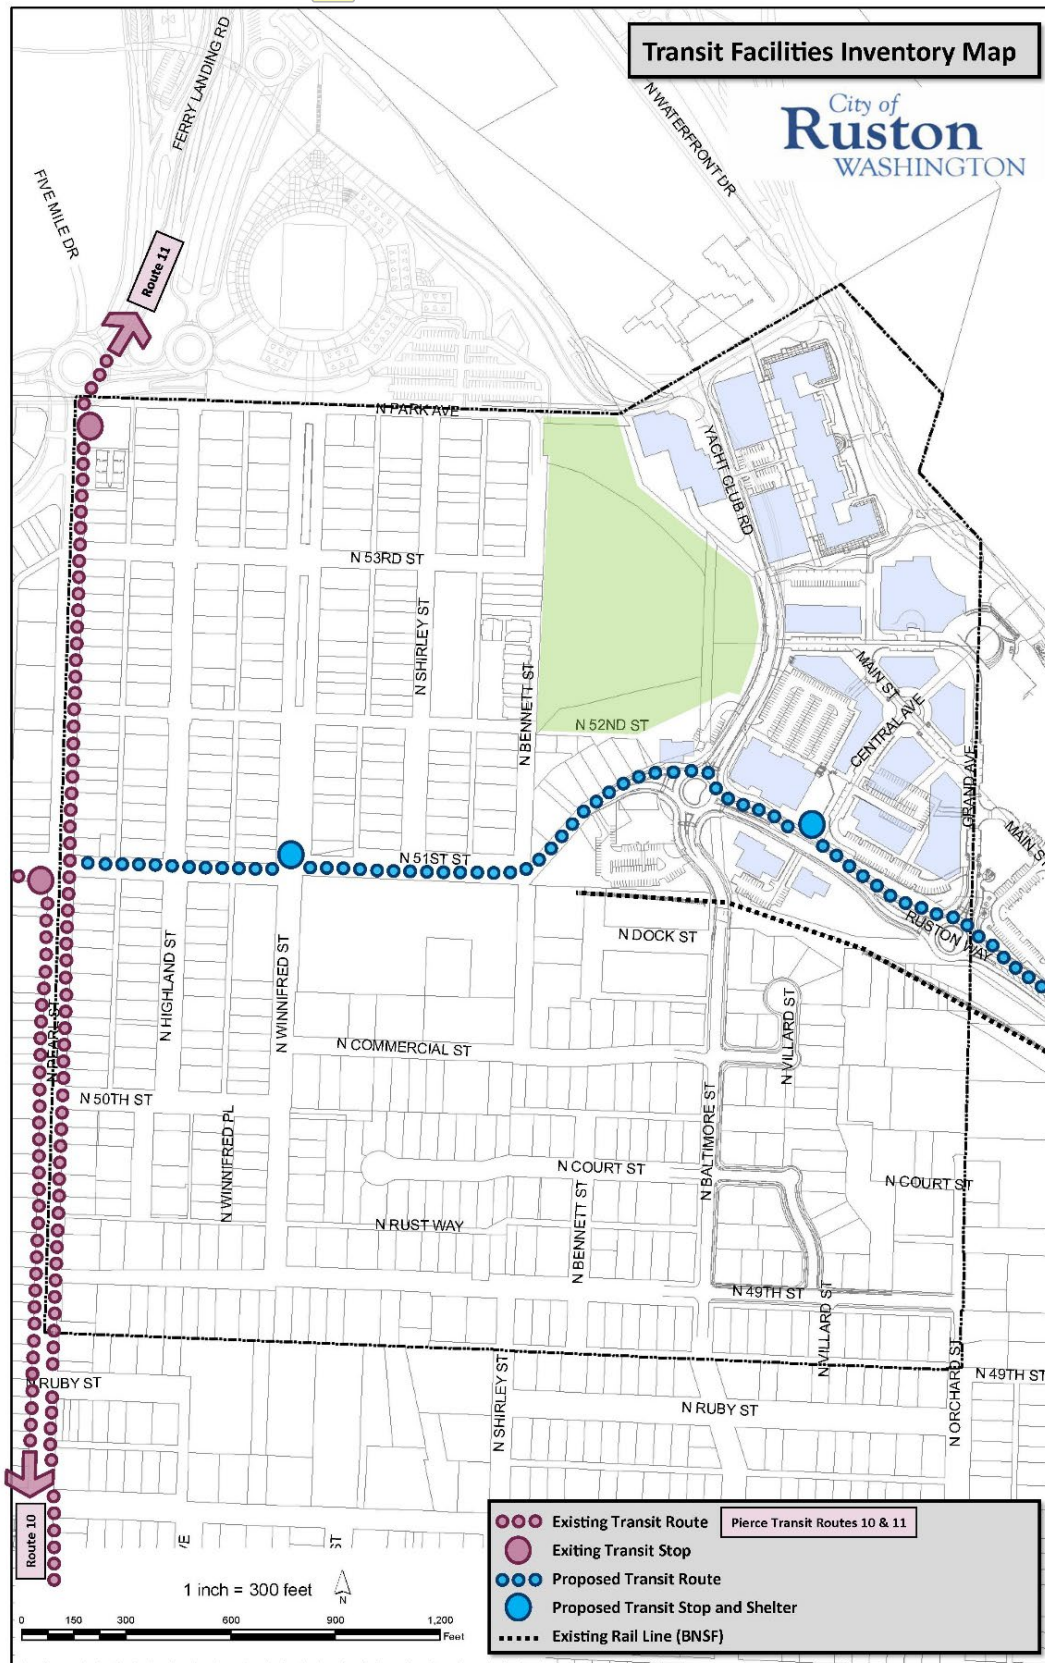 Transit Facilities Inventory Map
City of
Ruston
WASHINGTON
FERRY LANDING RD
N WATERFRONT DR
FIVE MILE DR
Route 11
N PARK AVE
YACHT CLUB RD
N 53RD ST
N SHIRLEY ST
N BENNETT ST
MAIN ST
N 52ND ST
CENTRAL AVE
GRAND AVE
MAIN ST
N 51ST ST
RUSTON WAY
N DOCK ST
N HIGHLAND ST
N WINNIFRED ST
N PEARL ST
N COMMERCIAL ST
N VILLARD ST
N 50TH ST
N WINNIFRED PL
N BALTIMORE ST
N COURT ST
N COURT ST
N RUST WAY
N BENNETT ST
N 49TH ST
N VILLARD ST
N RUBY ST
N SHIRLEY ST
N ORCHARD ST
N 49TH ST
N RUBY ST
Route 10
VE
ST
Existing Transit Route
Pierce Transit Routes 10 & 11
Exiting Transit Stop
Proposed Transit Route
Proposed Transit Stop and Shelter
Existing Rail Line (BNSF)
1 inch = 300 feet
N
0 150 300 600 900 1,200
Feet